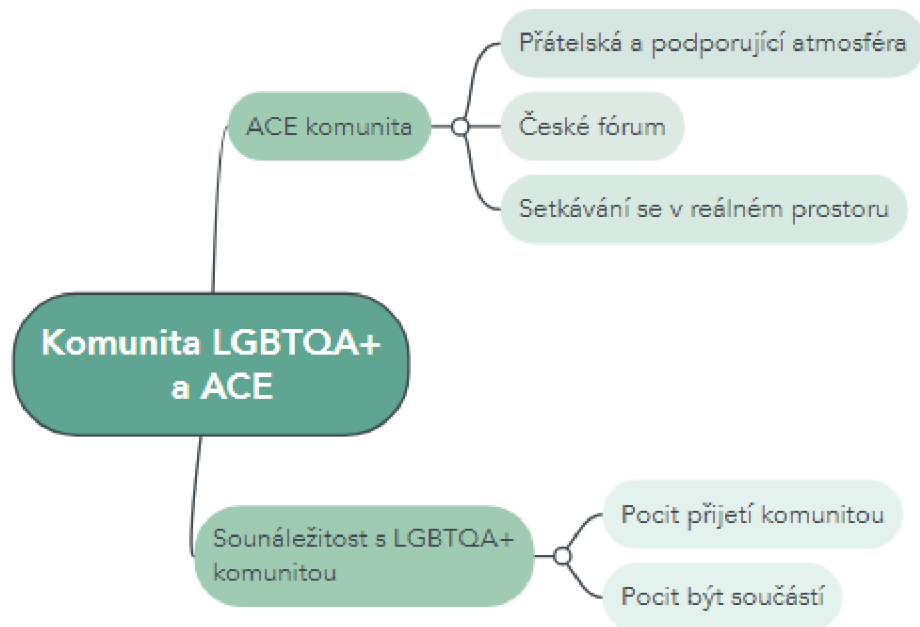 Přátelská a podporující atmosféra
ACE komunita
České fórum
Setkávání se v reálném prostoru
Komunita LGBTQA+
a ACE
Sounáležitost s LGBTQA+
komunitou
Pocit přijetí komunitou
Pocit být součástí